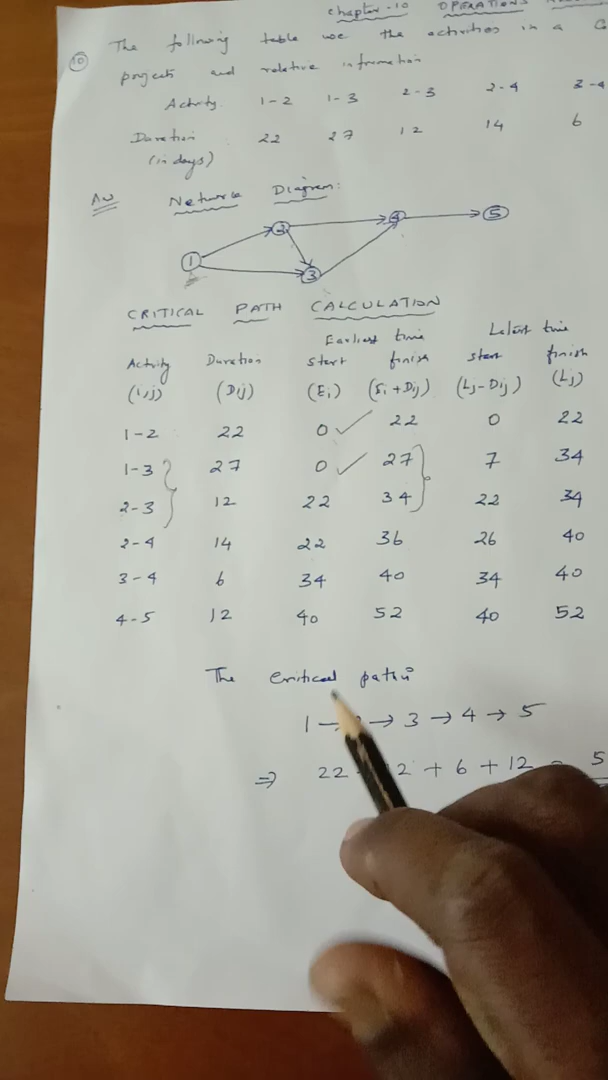 chapter - 10 OPERATIONS
10 The following table use the activities in a
project and relative infromation
Activity 1-2 1-3 2-3 2-4 3-4
Duration 22 27 12 14 6
(in days)
Network Diagram:
1 2 3 4 5
CRITICAL PATH CALCULATION
Earliest time Latest time
Activity Duration start finish start finish
(i,j) (Dij) (Ei) (Ei + Dij) (Lj - Dij) (Lj)
1-2 22 0 22 0 22
1-3 27 0 27 7 34
2-3 12 22 34 22 34
2-4 14 22 36 26 40
3-4 6 34 40 34 40
4-5 12 40 52 40 52
The critical path
1 → → 3 → 4 → 5
⇒ 22 + 6 + 12